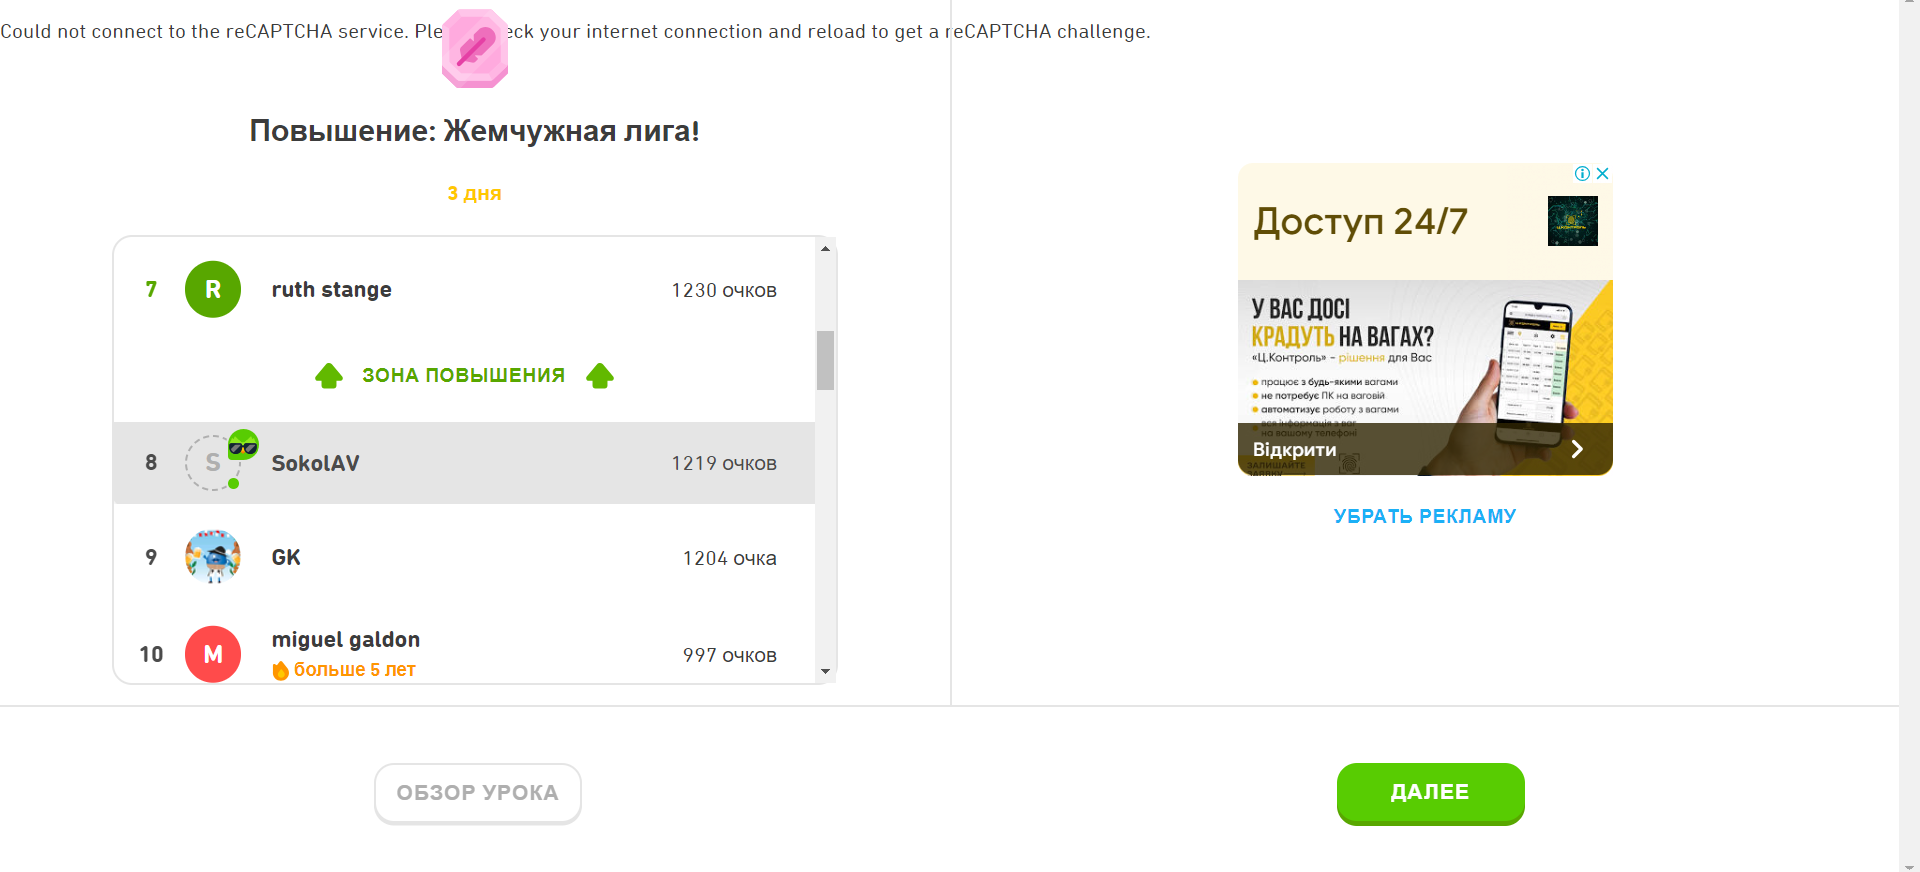 Could not connect to the reCAPTCHA service. Ple eck your internet connection and reload to get a reCAPTCHA challenge.
Повышение: Жемчужная лига!
3 дня
7 R ruth stange 1230 очков
ЗОНА ПОВЫШЕНИЯ
8 S SokolAV 1219 очков
9 GK 1204 очка
10 M miguel galdon 997 очков
больше 5 лет
Доступ 24/7
У ВАС ДОСІ
КРАДУТЬ НА ВАГАХ?
«Ц.Контроль» – рішення для Вас
працює з будь-якими вагами
не потребує ПК на ваговій
автоматизує роботу з вагами
вся інформація з ваг
на вашому телефоні
Відкрити
УБРАТЬ РЕКЛАМУ
ОБЗОР УРОКА
ДАЛЕЕ